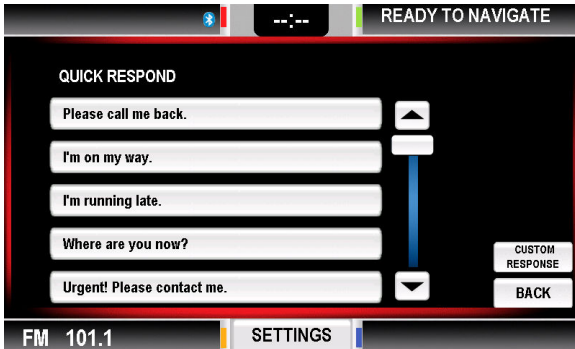 --:--
READY TO NAVIGATE
QUICK RESPOND
Please call me back.
I'm on my way.
I'm running late.
Where are you now?
Urgent! Please contact me.
CUSTOM
RESPONSE
BACK
FM 101.1
SETTINGS